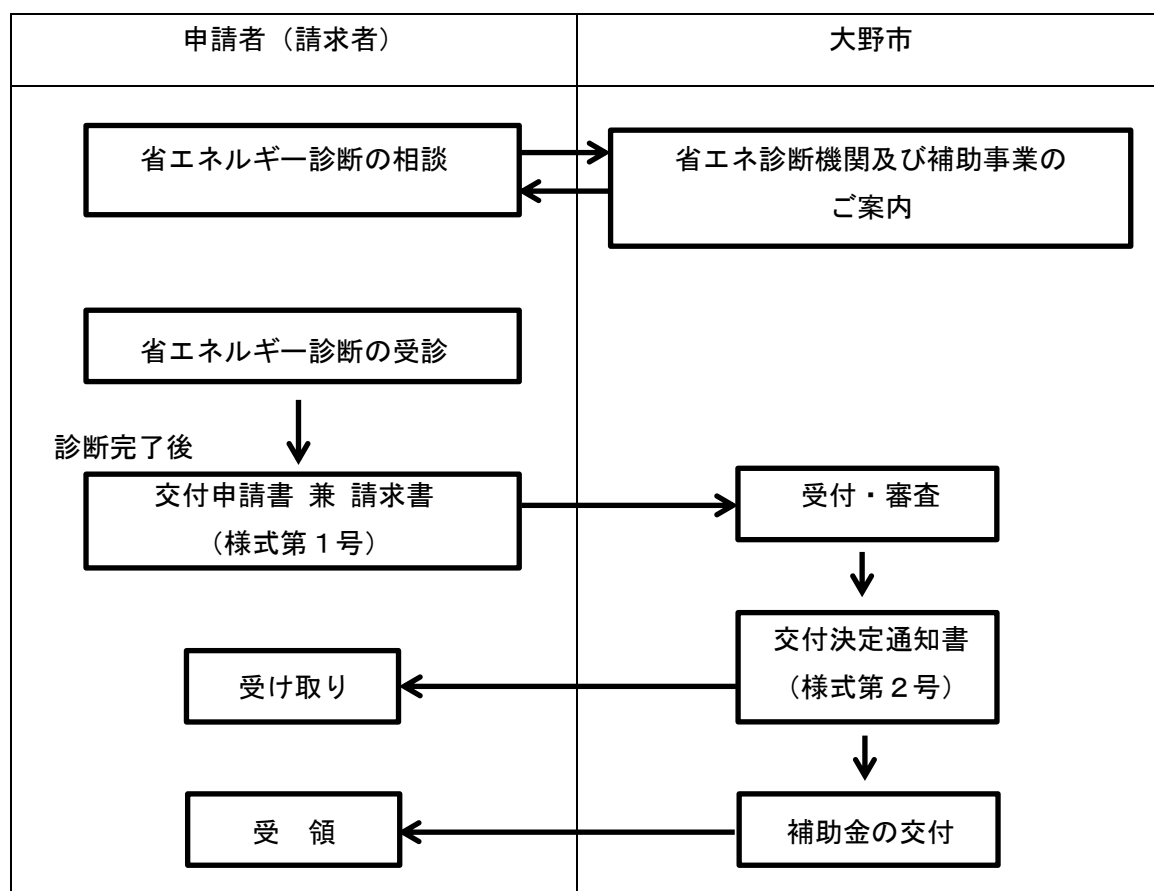 申請者（請求者）
大野市
省エネルギー診断の相談
省エネ診断機関及び補助事業の
ご案内
省エネルギー診断の受診
診断完了後
交付申請書 兼 請求書
（様式第１号）
受付・審査
交付決定通知書
（様式第２号）
受け取り
補助金の交付
受　領